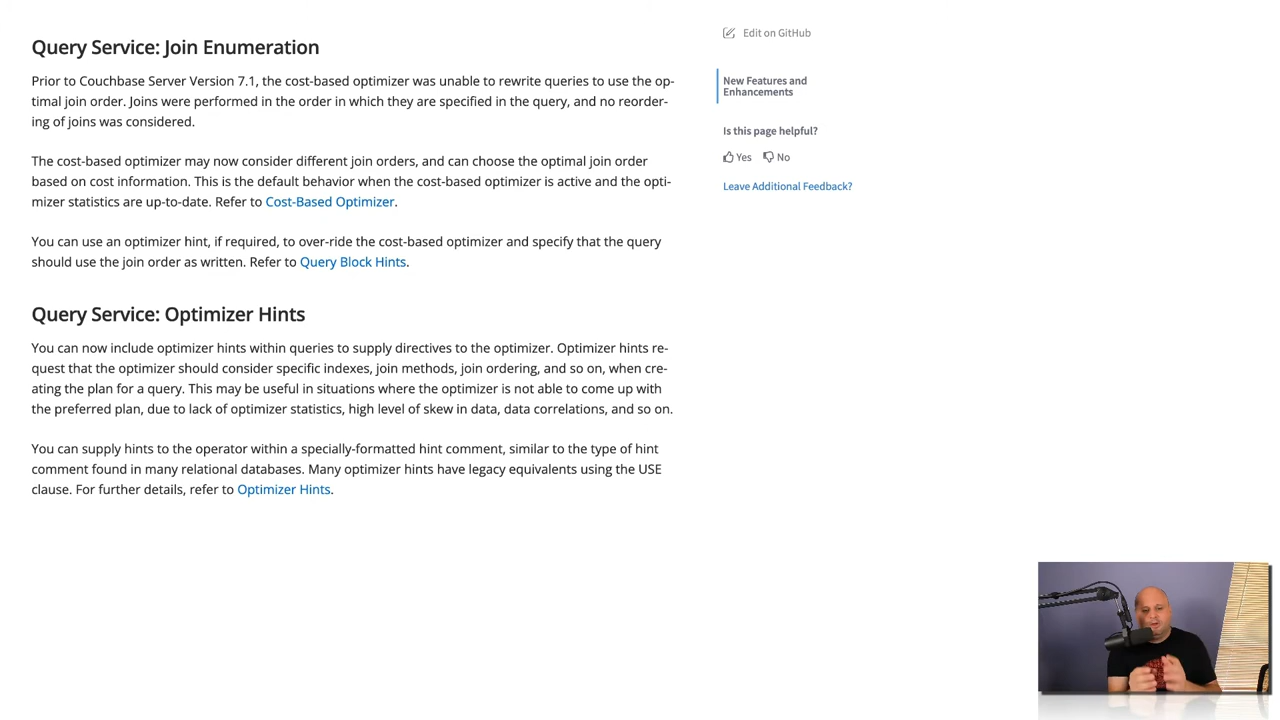 Query Service: Join Enumeration
Prior to Couchbase Server Version 7.1, the cost-based optimizer was unable to rewrite queries to use the op-
timal join order. Joins were performed in the order in which they are specified in the query, and no reorder-
ing of joins was considered.
The cost-based optimizer may now consider different join orders, and can choose the optimal join order
based on cost information. This is the default behavior when the cost-based optimizer is active and the opti-
mizer statistics are up-to-date. Refer to Cost-Based Optimizer.
You can use an optimizer hint, if required, to over-ride the cost-based optimizer and specify that the query
should use the join order as written. Refer to Query Block Hints.
Query Service: Optimizer Hints
You can now include optimizer hints within queries to supply directives to the optimizer. Optimizer hints re-
quest that the optimizer should consider specific indexes, join methods, join ordering, and so on, when cre-
ating the plan for a query. This may be useful in situations where the optimizer is not able to come up with
the preferred plan, due to lack of optimizer statistics, high level of skew in data, data correlations, and so on.
You can supply hints to the operator within a specially-formatted hint comment, similar to the type of hint
comment found in many relational databases. Many optimizer hints have legacy equivalents using the USE
clause. For further details, refer to Optimizer Hints.
Edit on GitHub
New Features and
Enhancements
Is this page helpful?
Yes No
Leave Additional Feedback?